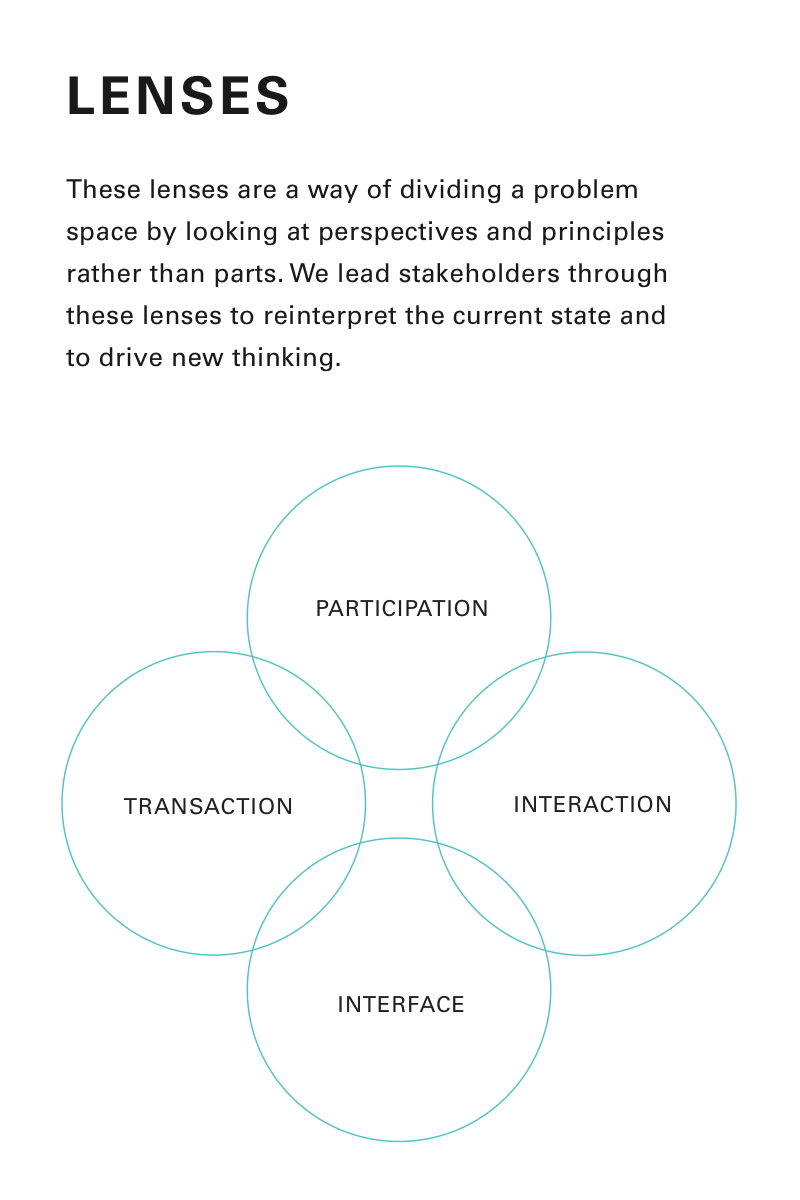 LENSES
These lenses are a way of dividing a problem
space by looking at perspectives and principles
rather than parts. We lead stakeholders through
these lenses to reinterpret the current state and
to drive new thinking.
PARTICIPATION
TRANSACTION
INTERACTION
INTERFACE